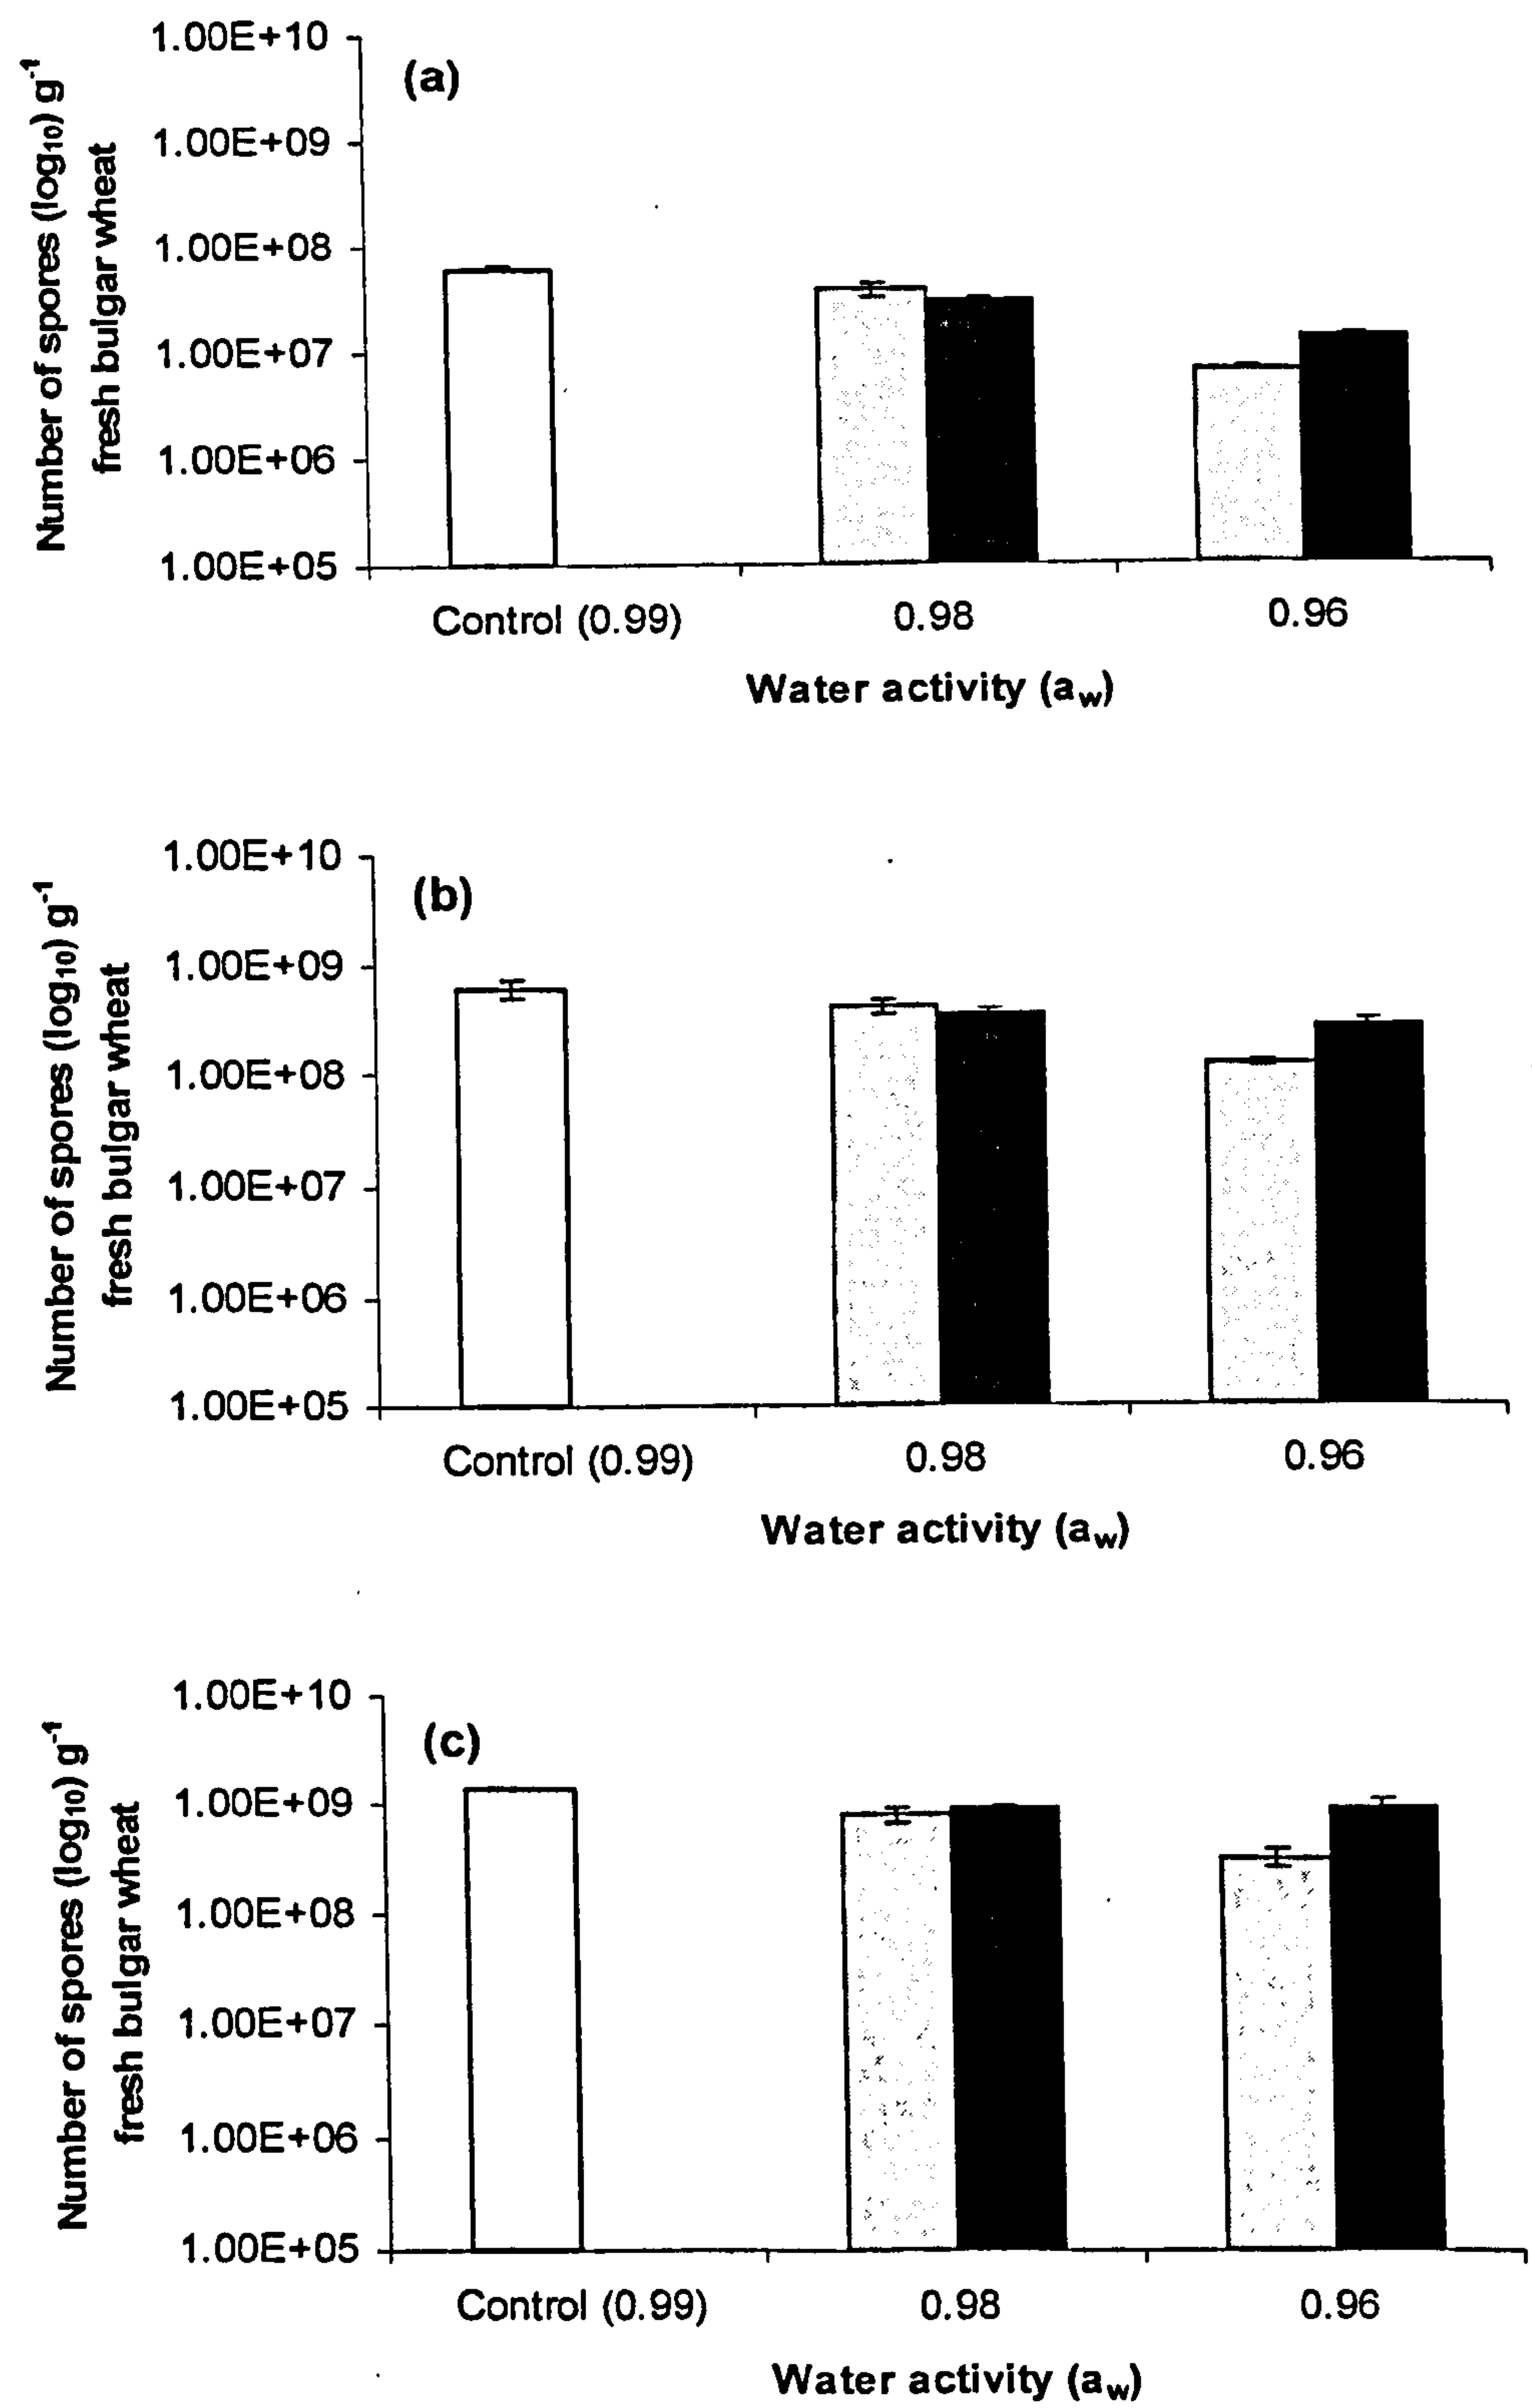 (a)
Number of spores (log₁₀) g⁻¹
fresh bulgar wheat
1.00E+10
1.00E+09
1.00E+08
1.00E+07
1.00E+06
1.00E+05
Control (0.99) 0.98 0.96
Water activity (a_w)
(b)
Number of spores (log₁₀) g⁻¹
fresh bulgar wheat
1.00E+10
1.00E+09
1.00E+08
1.00E+07
1.00E+06
1.00E+05
Control (0.99) 0.98 0.96
Water activity (a_w)
(c)
Number of spores (log₁₀) g⁻¹
fresh bulgar wheat
1.00E+10
1.00E+09
1.00E+08
1.00E+07
1.00E+06
1.00E+05
Control (0.99) 0.98 0.96
Water activity (a_w)